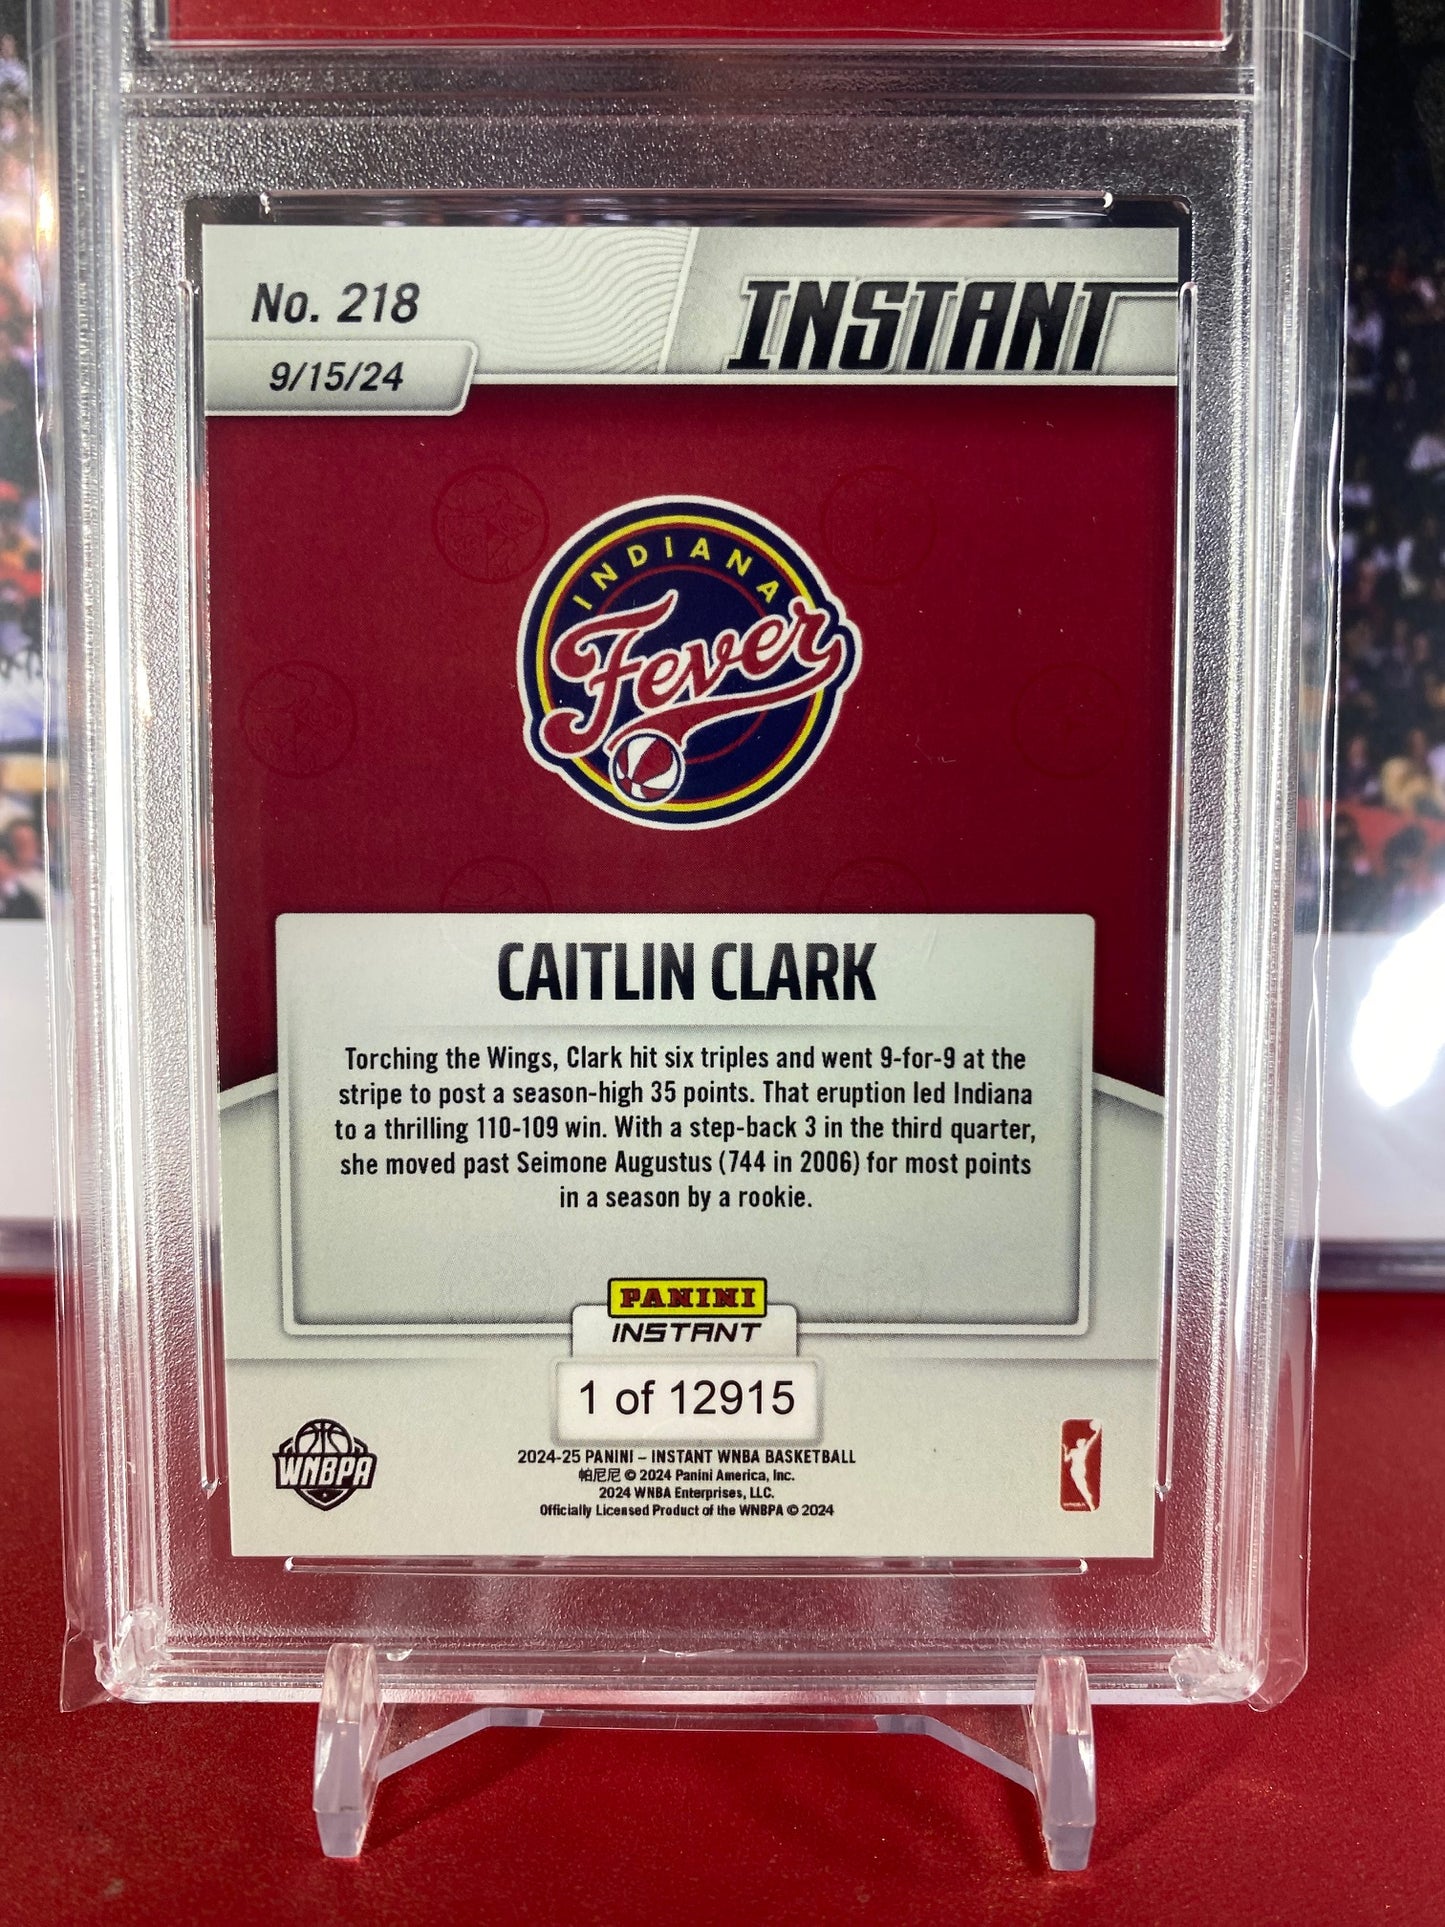 No. 218
INSTANT
9/15/24
INDIANA
Fever
CAITLIN CLARK
Torching the Wings, Clark hit six triples and went 9-for-9 at the
stripe to post a season-high 35 points. That eruption led Indiana
to a thrilling 110-109 win. With a step-back 3 in the third quarter,
she moved past Seimone Augustus (744 in 2006) for most points
in a season by a rookie.
PANINI
INSTANT
1 of 12915
WNBPA
2024-25 PANINI – INSTANT WNBA BASKETBALL
帕尼尼 © 2024 Panini America, Inc.
2024 WNBA Enterprises, LLC.
Officially Licensed Product of the WNBPA © 2024